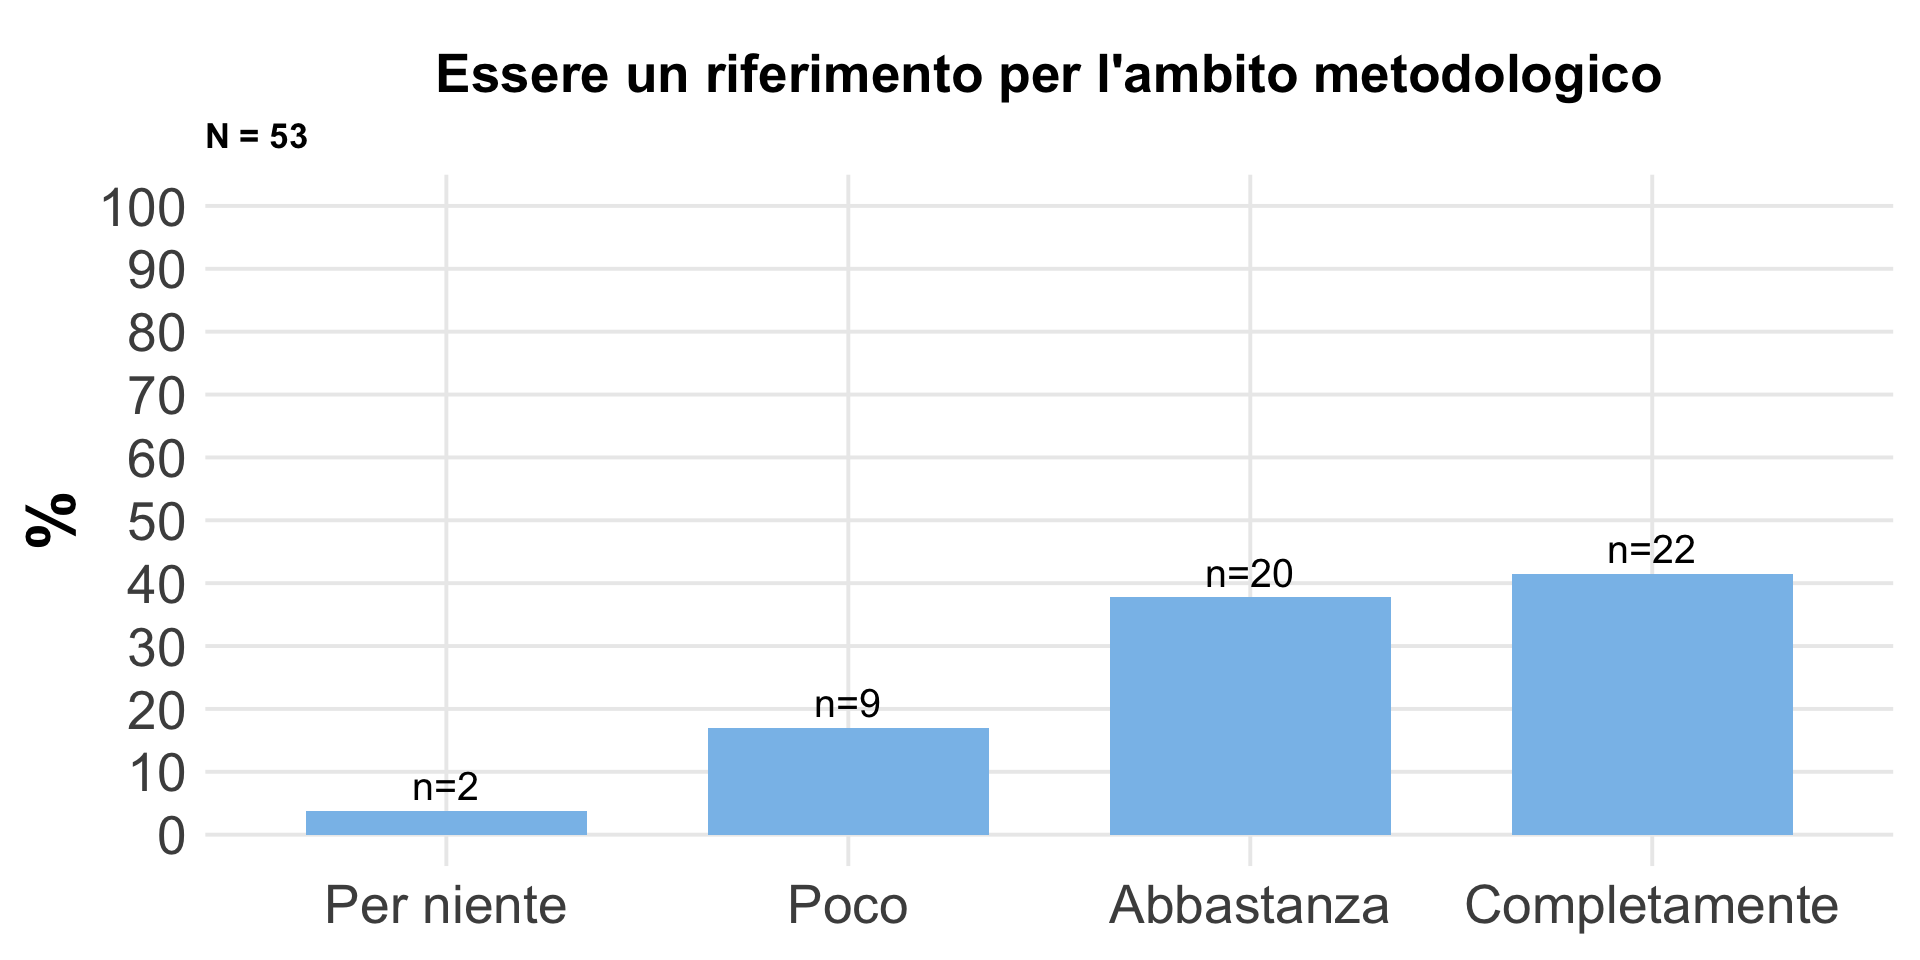 Essere un riferimento per l'ambito metodologico
N = 53
100
90
80
70
60
50
40
30
20
10
0
%
n=2
n=9
n=20
n=22
Per niente
Poco
Abbastanza
Completamente